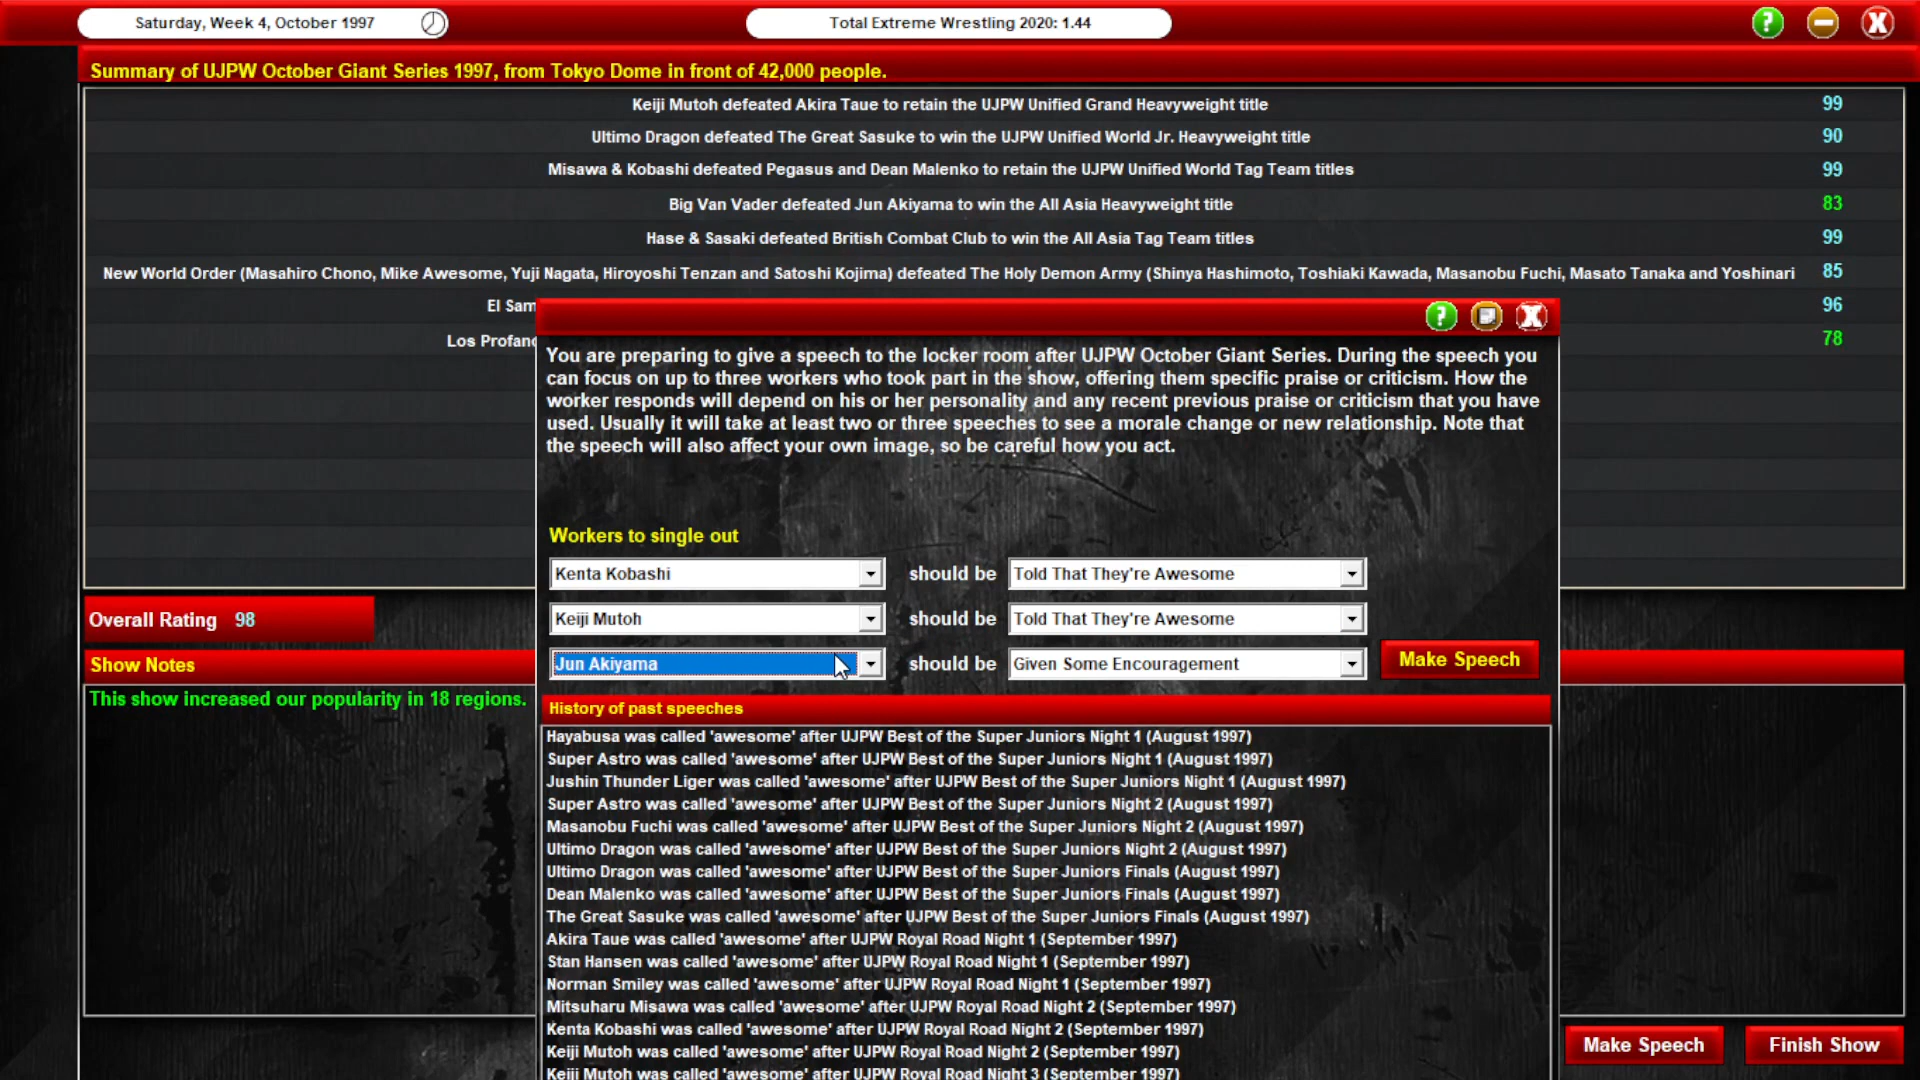 Saturday, Week 4, October 1997
Total Extreme Wrestling 2020: 1.44
Summary of UJPW October Giant Series 1997, from Tokyo Dome in front of 42,000 people.
Keiji Mutoh defeated Akira Taue to retain the UJPW Unified Grand Heavyweight title 99
Ultimo Dragon defeated The Great Sasuke to win the UJPW Unified World Jr. Heavyweight title 90
Misawa & Kobashi defeated Pegasus and Dean Malenko to retain the UJPW Unified World Tag Team titles 99
Big Van Vader defeated Jun Akiyama to win the All Asia Heavyweight title 83
Hase & Sasaki defeated British Combat Club to win the All Asia Tag Team titles 99
New World Order (Masahiro Chono, Mike Awesome, Yuji Nagata, Hiroyoshi Tenzan and Satoshi Kojima) defeated The Holy Demon Army (Shinya Hashimoto, Toshiaki Kawada, Masanobu Fuchi, Masato Tanaka and Yoshinari 85
El Sam 96
Los Profano 78
You are preparing to give a speech to the locker room after UJPW October Giant Series. During the speech you
can focus on up to three workers who took part in the show, offering them specific praise or criticism. How the
worker responds will depend on his or her personality and any recent previous praise or criticism that you have
used. Usually it will take at least two or three speeches to see a morale change or new relationship. Note that
the speech will also affect your own image, so be careful how you act.
Workers to single out
Kenta Kobashi should be Told That They're Awesome
Keiji Mutoh should be Told That They're Awesome
Jun Akiyama should be Given Some Encouragement
Make Speech
Overall Rating 98
Show Notes
This show increased our popularity in 18 regions.
History of past speeches
Hayabusa was called 'awesome' after UJPW Best of the Super Juniors Night 1 (August 1997)
Super Astro was called 'awesome' after UJPW Best of the Super Juniors Night 1 (August 1997)
Jushin Thunder Liger was called 'awesome' after UJPW Best of the Super Juniors Night 1 (August 1997)
Super Astro was called 'awesome' after UJPW Best of the Super Juniors Night 2 (August 1997)
Masanobu Fuchi was called 'awesome' after UJPW Best of the Super Juniors Night 2 (August 1997)
Ultimo Dragon was called 'awesome' after UJPW Best of the Super Juniors Night 2 (August 1997)
Ultimo Dragon was called 'awesome' after UJPW Best of the Super Juniors Finals (August 1997)
Dean Malenko was called 'awesome' after UJPW Best of the Super Juniors Finals (August 1997)
The Great Sasuke was called 'awesome' after UJPW Best of the Super Juniors Finals (August 1997)
Akira Taue was called 'awesome' after UJPW Royal Road Night 1 (September 1997)
Stan Hansen was called 'awesome' after UJPW Royal Road Night 1 (September 1997)
Norman Smiley was called 'awesome' after UJPW Royal Road Night 1 (September 1997)
Mitsuharu Misawa was called 'awesome' after UJPW Royal Road Night 2 (September 1997)
Kenta Kobashi was called 'awesome' after UJPW Royal Road Night 2 (September 1997)
Keiji Mutoh was called 'awesome' after UJPW Royal Road Night 2 (September 1997)
Keiji Mutoh was called 'awesome' after UJPW Royal Road Night 3 (September 1997)
Make Speech
Finish Show